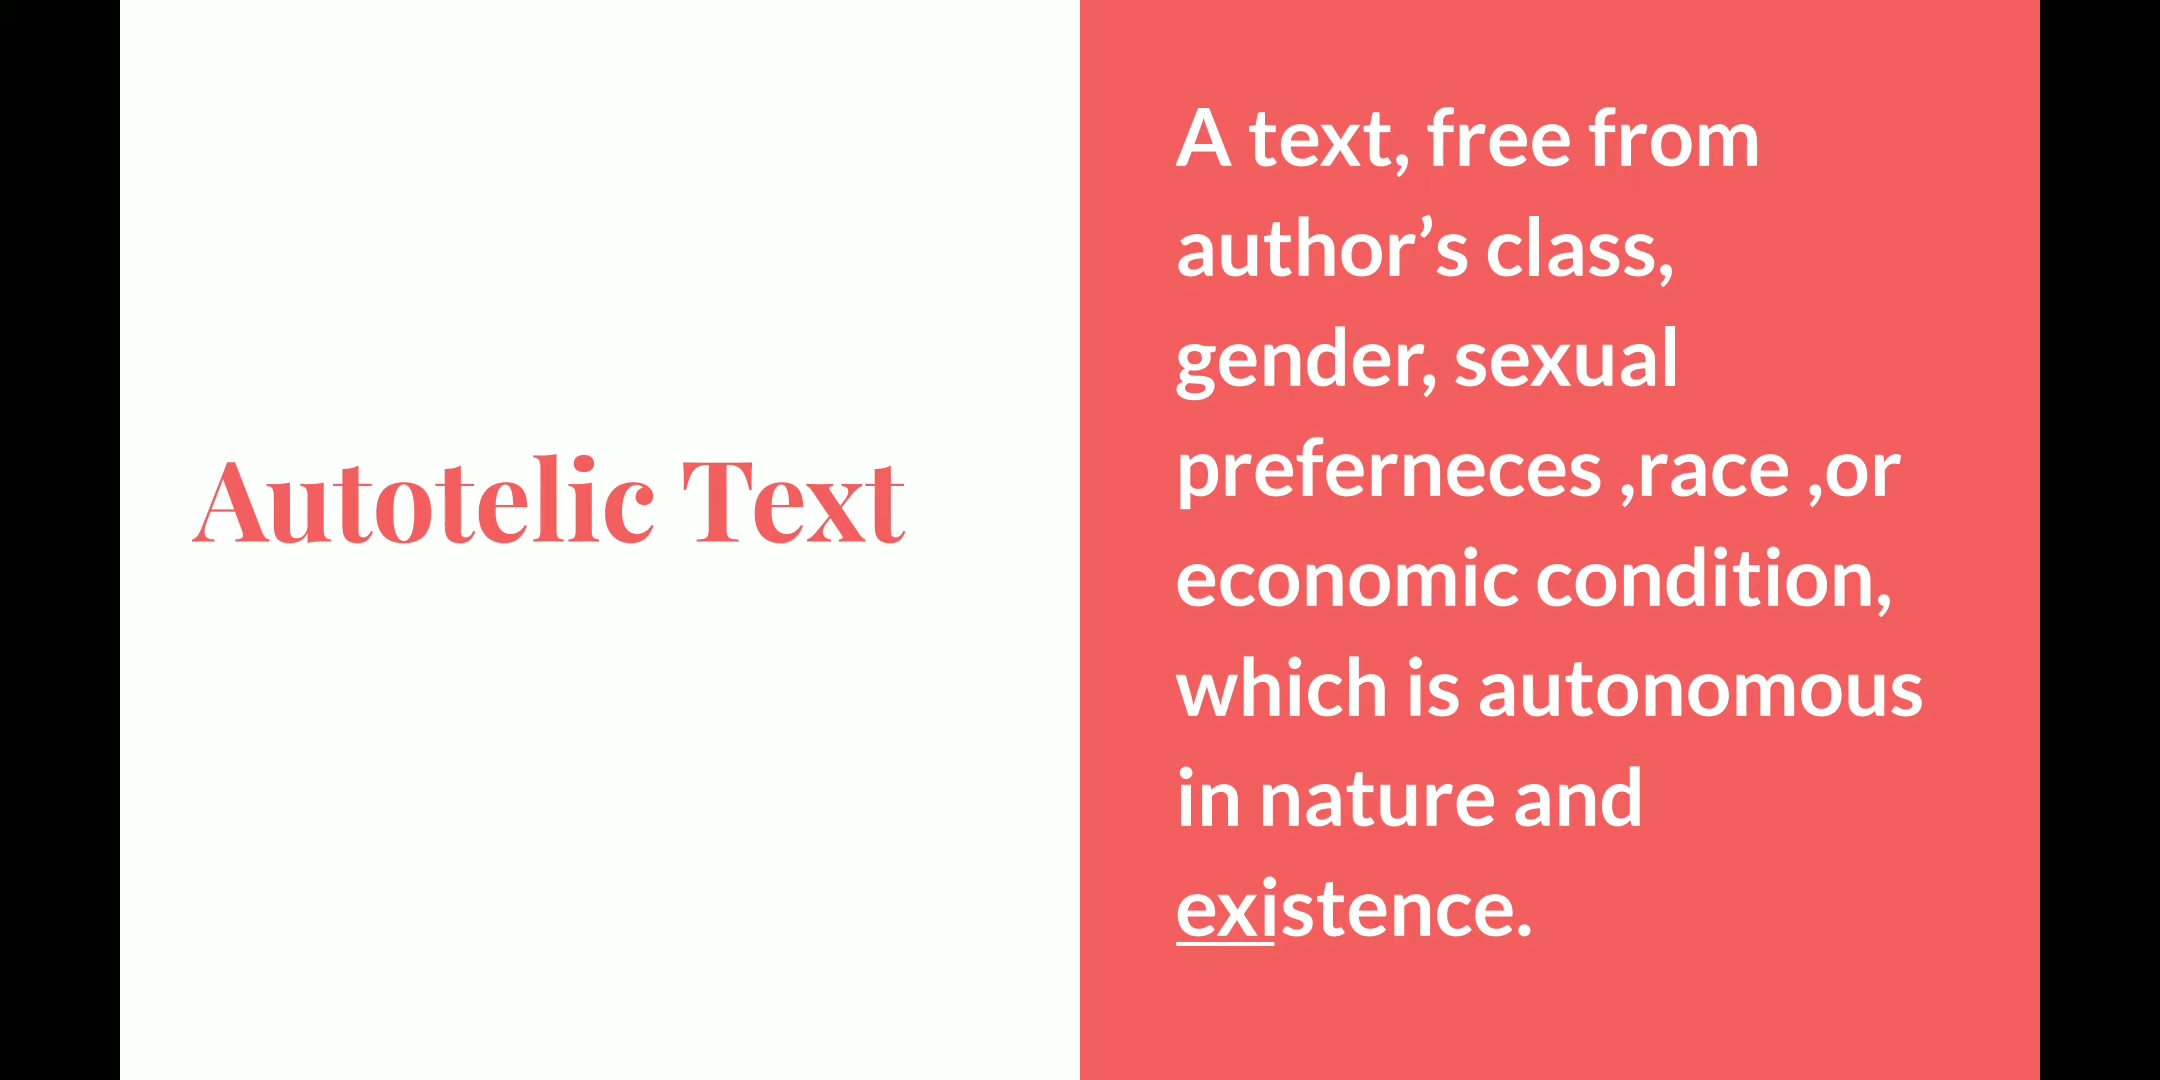 Autotelic Text
A text, free from
author’s class,
gender, sexual
preferneces ,race ,or
economic condition,
which is autonomous
in nature and
existence.